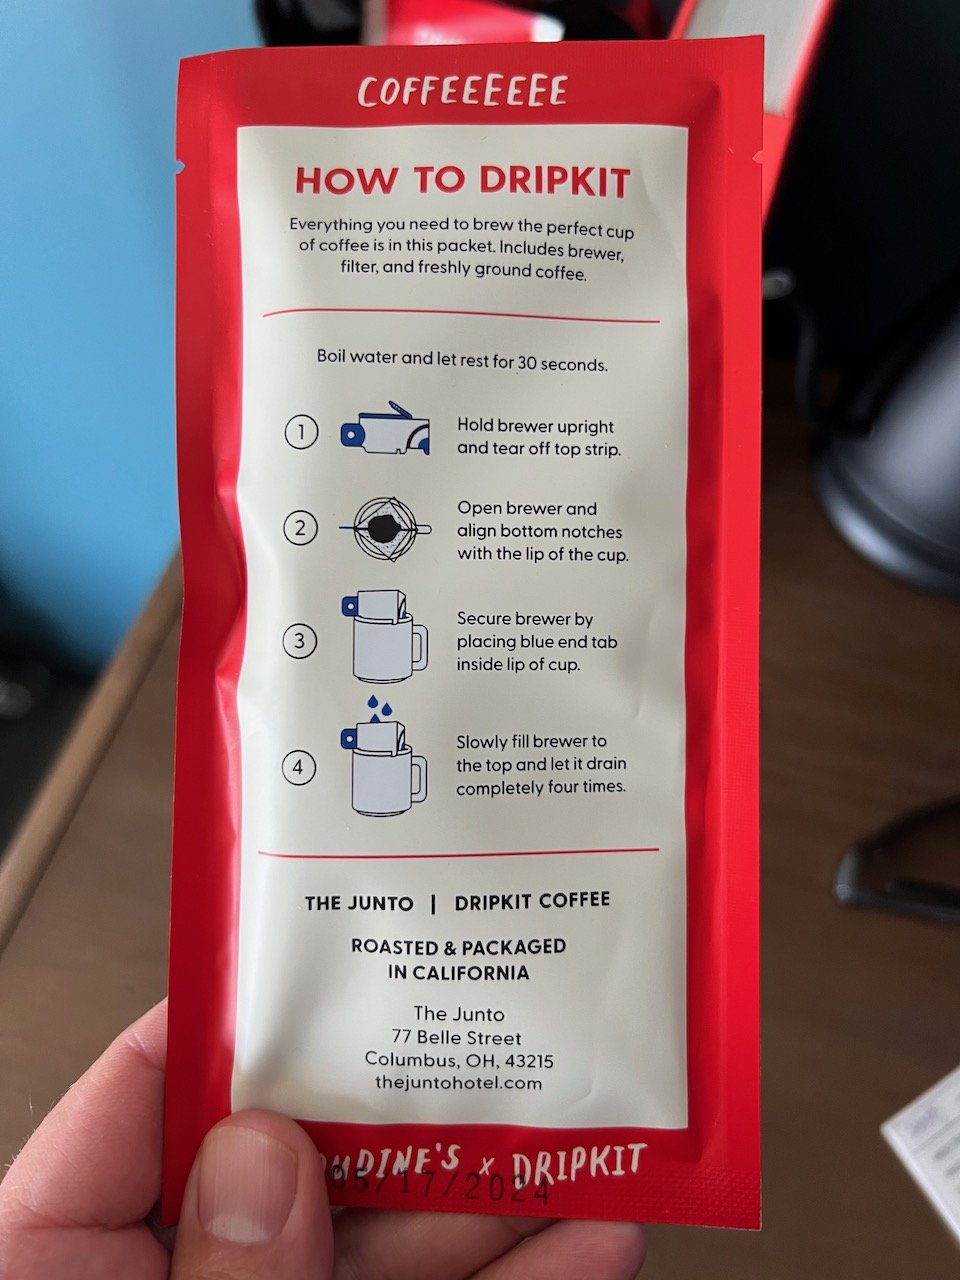 COFFEEEEEE
HOW TO DRIPKIT
Everything you need to brew the perfect cup
of coffee is in this packet. Includes brewer,
filter, and freshly ground coffee.
Boil water and let rest for 30 seconds.
1
Hold brewer upright
and tear off top strip.
2
Open brewer and
align bottom notches
with the lip of the cup.
3
Secure brewer by
placing blue end tab
inside lip of cup.
4
Slowly fill brewer to
the top and let it drain
completely four times.
THE JUNTO | DRIPKIT COFFEE
ROASTED & PACKAGED
IN CALIFORNIA
The Junto
77 Belle Street
Columbus, OH, 43215
thejuntohotel.com
x DRIPKIT
05/17/2024